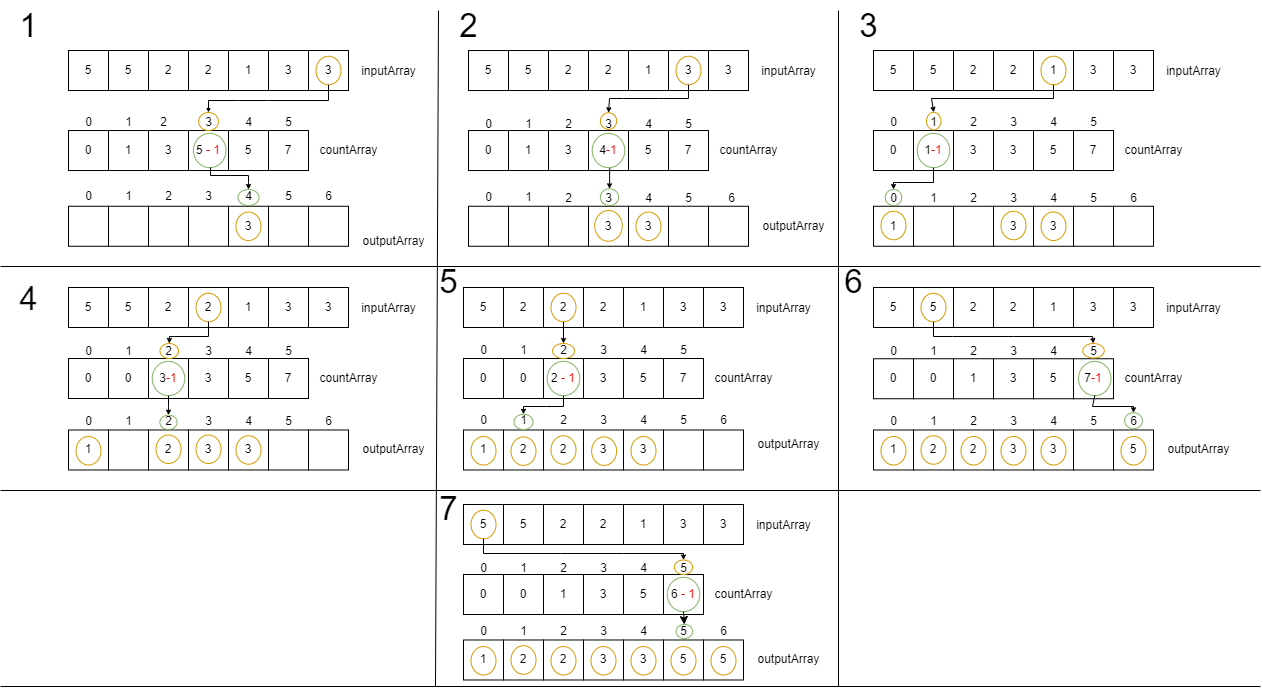 1
5 5 2 2 1 3 3 inputArray
0 1 2 3 4 5
0 1 3 5 - 1 5 7 countArray
0 1 2 3 4 5 6
3
outputArray
2
5 5 2 2 1 3 3 inputArray
0 1 2 3 4 5
0 1 3 4-1 5 7 countArray
0 1 2 3 4 5 6
3 3 outputArray
3
5 5 2 2 1 3 3 inputArray
0 1 2 3 4 5
0 1-1 3 3 5 7 countArray
0 1 2 3 4 5 6
1 3 3 outputArray
4
5 5 2 2 1 3 3 inputArray
0 1 2 3 4 5
0 0 3-1 3 5 7 countArray
0 1 2 3 4 5 6
1 2 3 3 outputArray
5
5 2 2 2 1 3 3 inputArray
0 1 2 3 4 5
0 0 2 - 1 3 5 7 countArray
0 1 2 3 4 5 6
1 2 2 3 3 outputArray
6
5 5 2 2 1 3 3 inputArray
0 1 2 3 4 5
0 0 1 3 5 7-1 countArray
0 1 2 3 4 5 6
1 2 2 3 3 5 outputArray
7
5 5 2 2 1 3 3 inputArray
0 1 2 3 4 5
0 0 1 3 5 6 - 1 countArray
0 1 2 3 4 5 6
1 2 2 3 3 5 5 outputArray